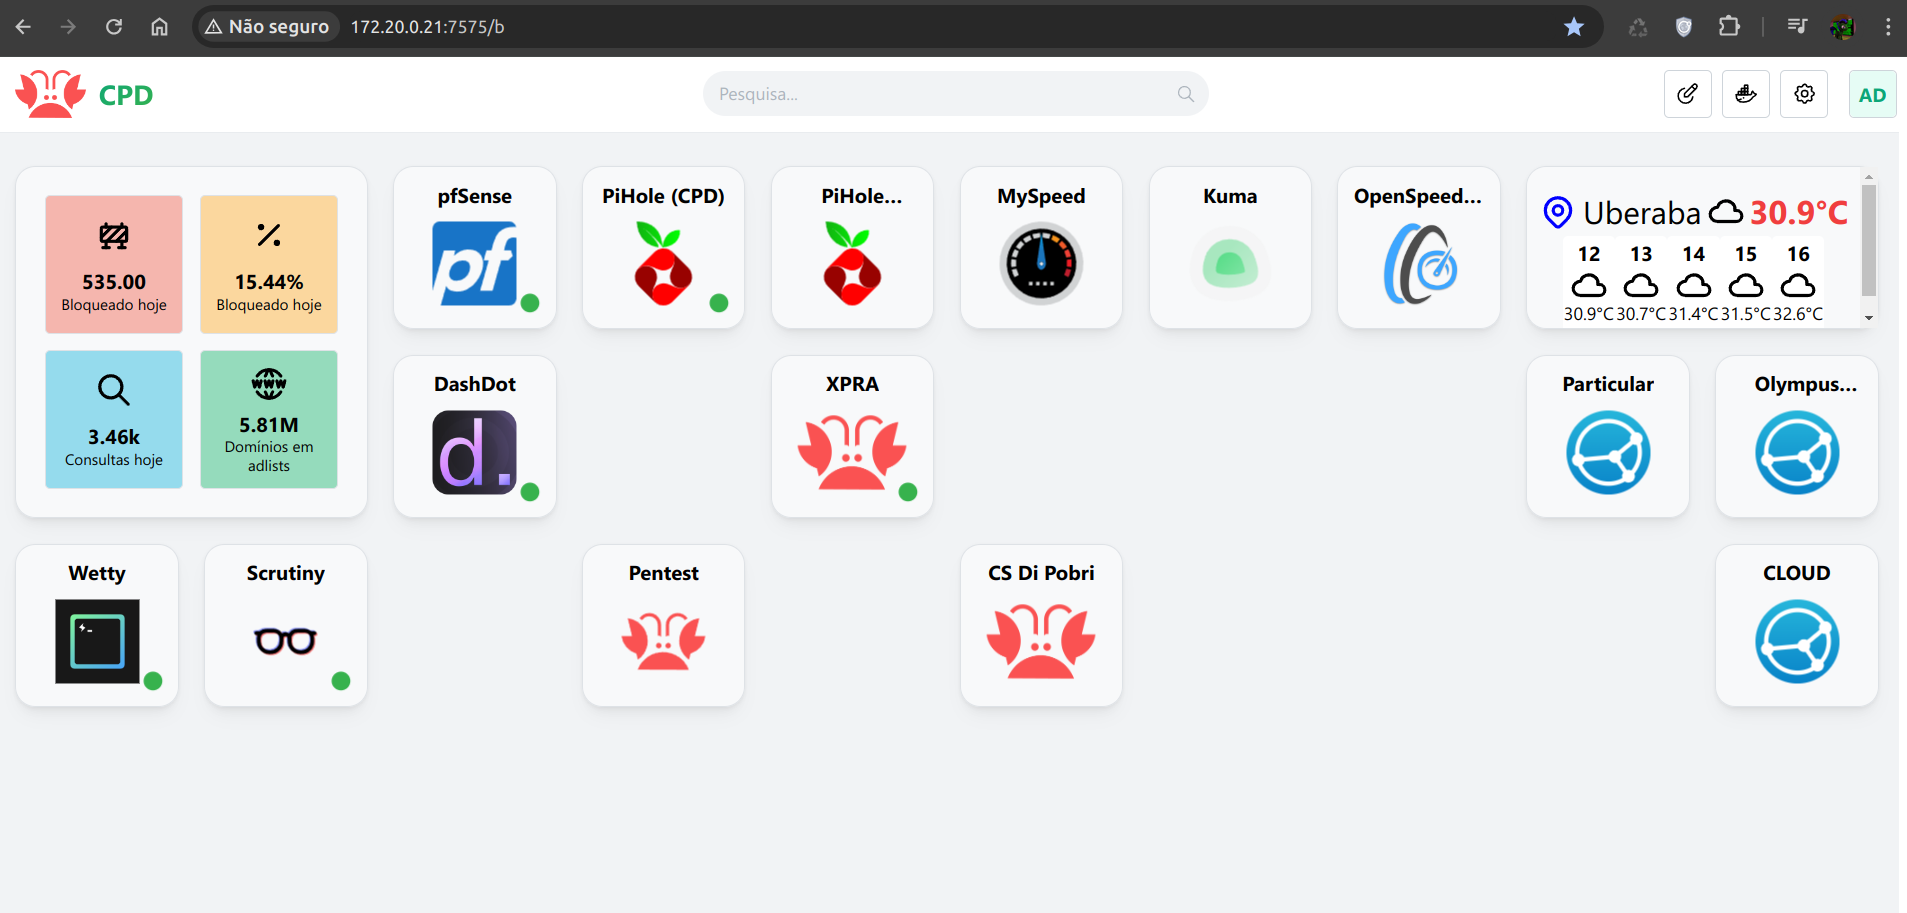 Não seguro
172.20.0.21:7575/b
CPD
Pesquisa...
AD
535.00
Bloqueado hoje
15.44%
Bloqueado hoje
3.46k
Consultas hoje
www
5.81M
Domínios em
adlists
pfSense
pf
PiHole (CPD)
PiHole...
MySpeed
Kuma
OpenSpeed...
Uberaba 30.9°C
12 13 14 15 16
30.9°C 30.7°C 31.4°C 31.5°C 32.6°C
DashDot
d.
XPRA
Particular
Olympus...
Wetty
Scrutiny
Pentest
CS Di Pobri
CLOUD